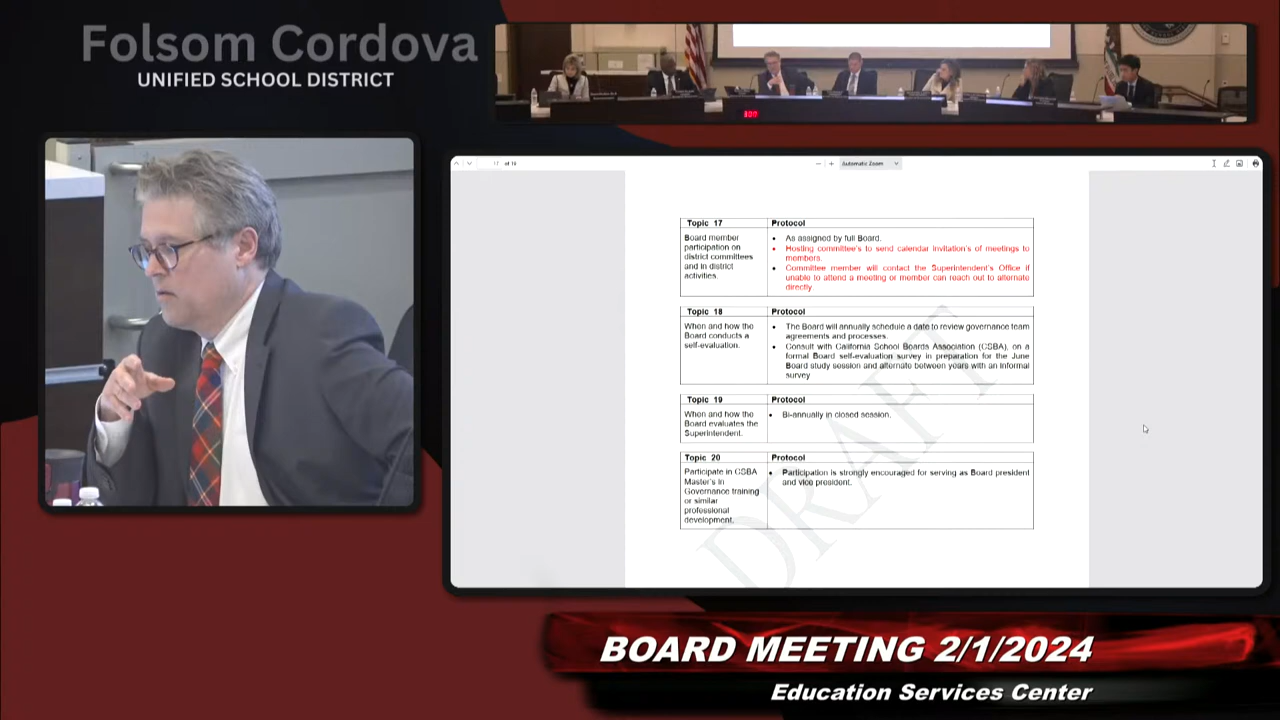 Folsom Cordova
UNIFIED SCHOOL DISTRICT
17 of 18
Automatic Zoom
Topic 17
Protocol
Board member
participation on
district committees
and in district
activities.
As assigned by full Board.
Hosting committee's to send calendar invitation's of meetings to
members.
Committee member will contact the Superintendent's Office if
unable to attend a meeting or member can reach out to alternate
directly
Topic 18
Protocol
When and how the
Board conducts a
self-evaluation.
The Board will annually schedule a date to review governance team
agreements and processes.
Consult with California School Boards Association (CSBA), on a
formal Board self-evaluation survey in preparation for the June
Board study session and alternate between years with an informal
survey
Topic 19
Protocol
When and how the
Board evaluates the
Superintendent.
Bi-annually in closed session.
Topic 20
Protocol
Participate in CSBA
Master's in
Governance training
or similar
professional
development.
Participation is strongly encouraged for serving as Board president
and vice president.
DRAFT
BOARD MEETING 2/1/2024
Education Services Center